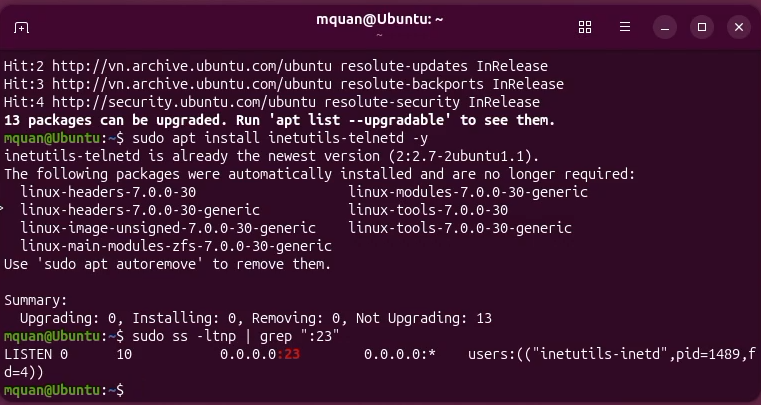 mquan@Ubuntu: ~
~
Hit:2 http://vn.archive.ubuntu.com/ubuntu resolute-updates InRelease
Hit:3 http://vn.archive.ubuntu.com/ubuntu resolute-backports InRelease
Hit:4 http://security.ubuntu.com/ubuntu resolute-security InRelease
13 packages can be upgraded. Run 'apt list --upgradable' to see them.
mquan@Ubuntu:~$ sudo apt install inetutils-telnetd -y
inetutils-telnetd is already the newest version (2:2.7-2ubuntu1.1).
The following packages were automatically installed and are no longer required:
  linux-headers-7.0.0-30                 linux-modules-7.0.0-30-generic
  linux-headers-7.0.0-30-generic         linux-tools-7.0.0-30
  linux-image-unsigned-7.0.0-30-generic  linux-tools-7.0.0-30-generic
  linux-main-modules-zfs-7.0.0-30-generic
Use 'sudo apt autoremove' to remove them.
Summary:
  Upgrading: 0, Installing: 0, Removing: 0, Not Upgrading: 13
mquan@Ubuntu:~$ sudo ss -ltnp | grep ":23"
LISTEN 0      10           0.0.0.0:23        0.0.0.0:*    users:(("inetutils-inetd",pid=1489,f
d=4))
mquan@Ubuntu:~$